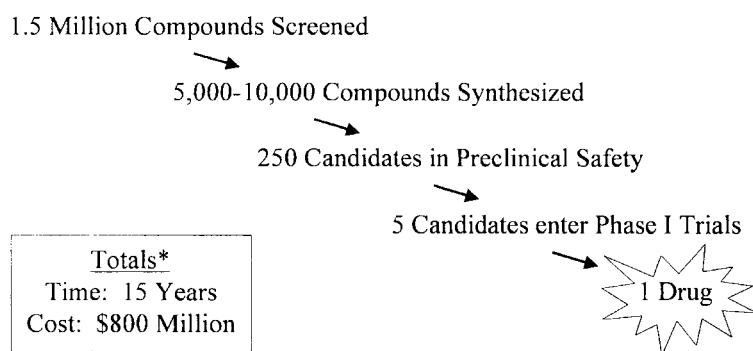 1.5 Million Compounds Screened
5,000-10,000 Compounds Synthesized
250 Candidates in Preclinical Safety
5 Candidates enter Phase I Trials
1 Drug
Totals*
Time: 15 Years
Cost: $800 Million